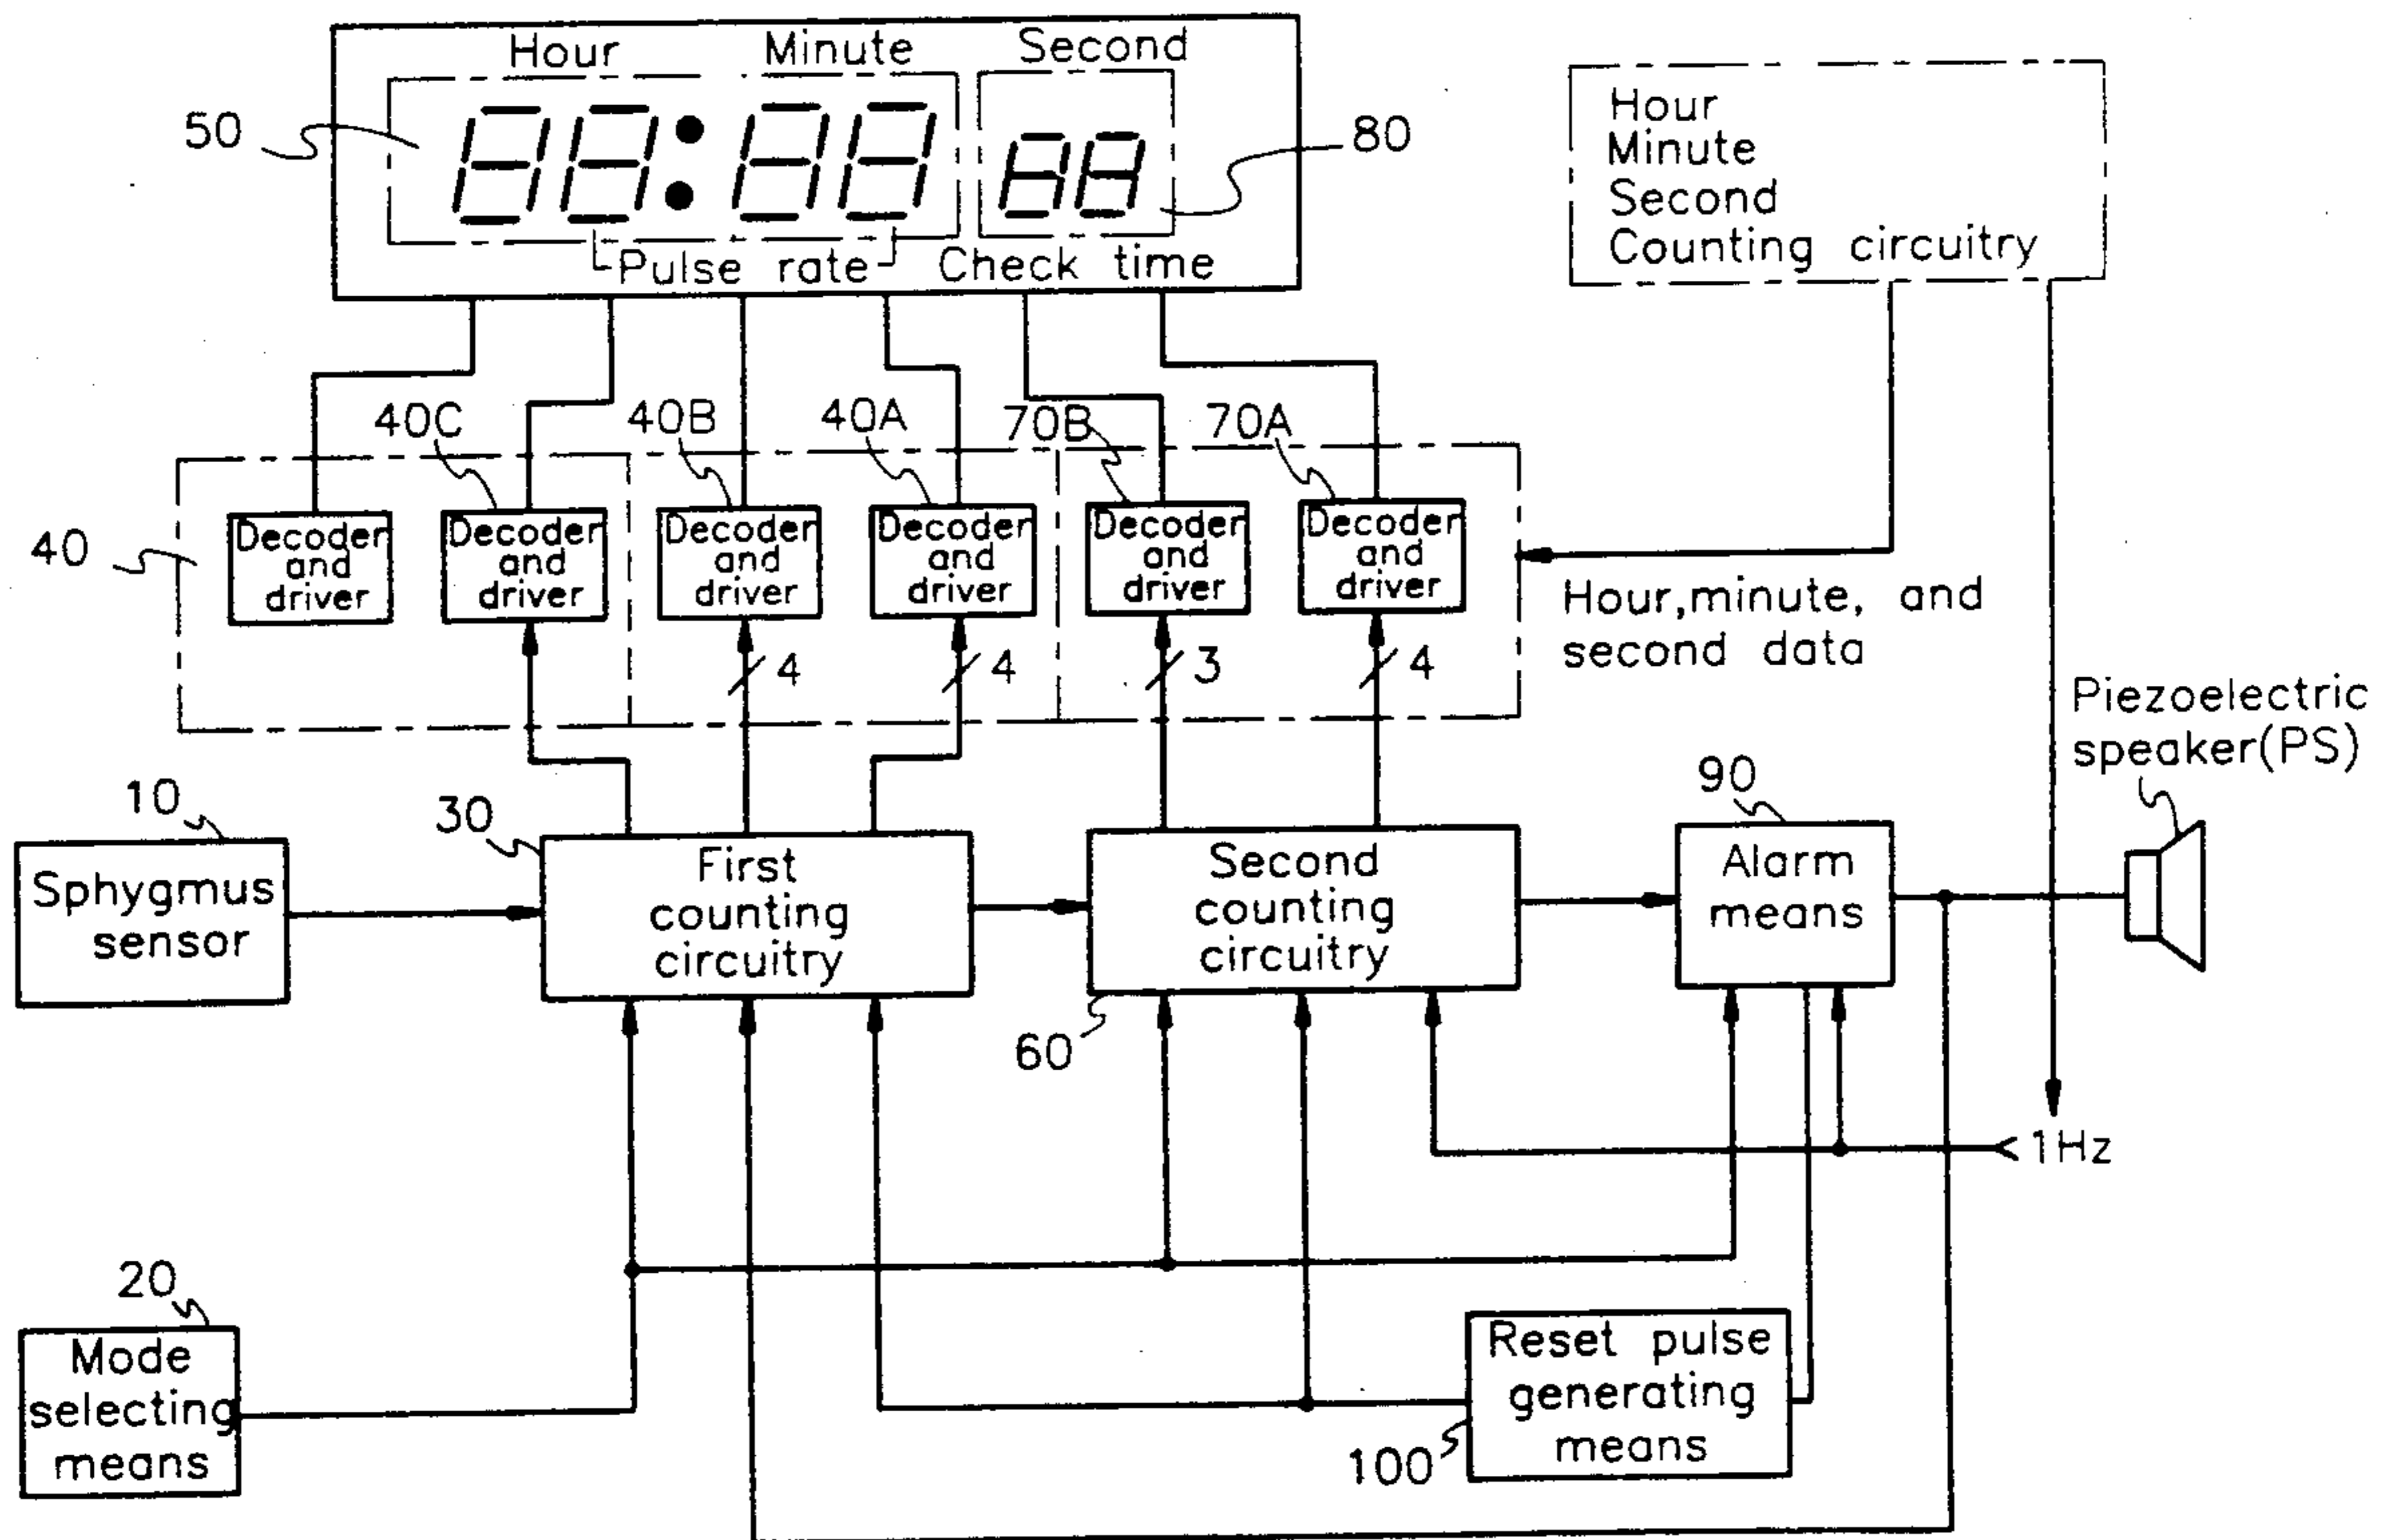 Hour Minute Second
50
88:88 88
80
Pulse rate Check time
Hour
Minute
Second
Counting circuitry
40C 40B 40A 70B 70A
40
Decoder
and
driver
Decoder
and
driver
Decoder
and
driver
Decoder
and
driver
Decoder
and
driver
Decoder
and
driver
Hour,minute, and
second data
4 4 3 4
Piezoelectric
speaker(PS)
10
Sphygmus
sensor
30
First
counting
circuitry
60
Second
counting
circuitry
90
Alarm
means
1Hz
20
Mode
selecting
means
100
Reset pulse
generating
means